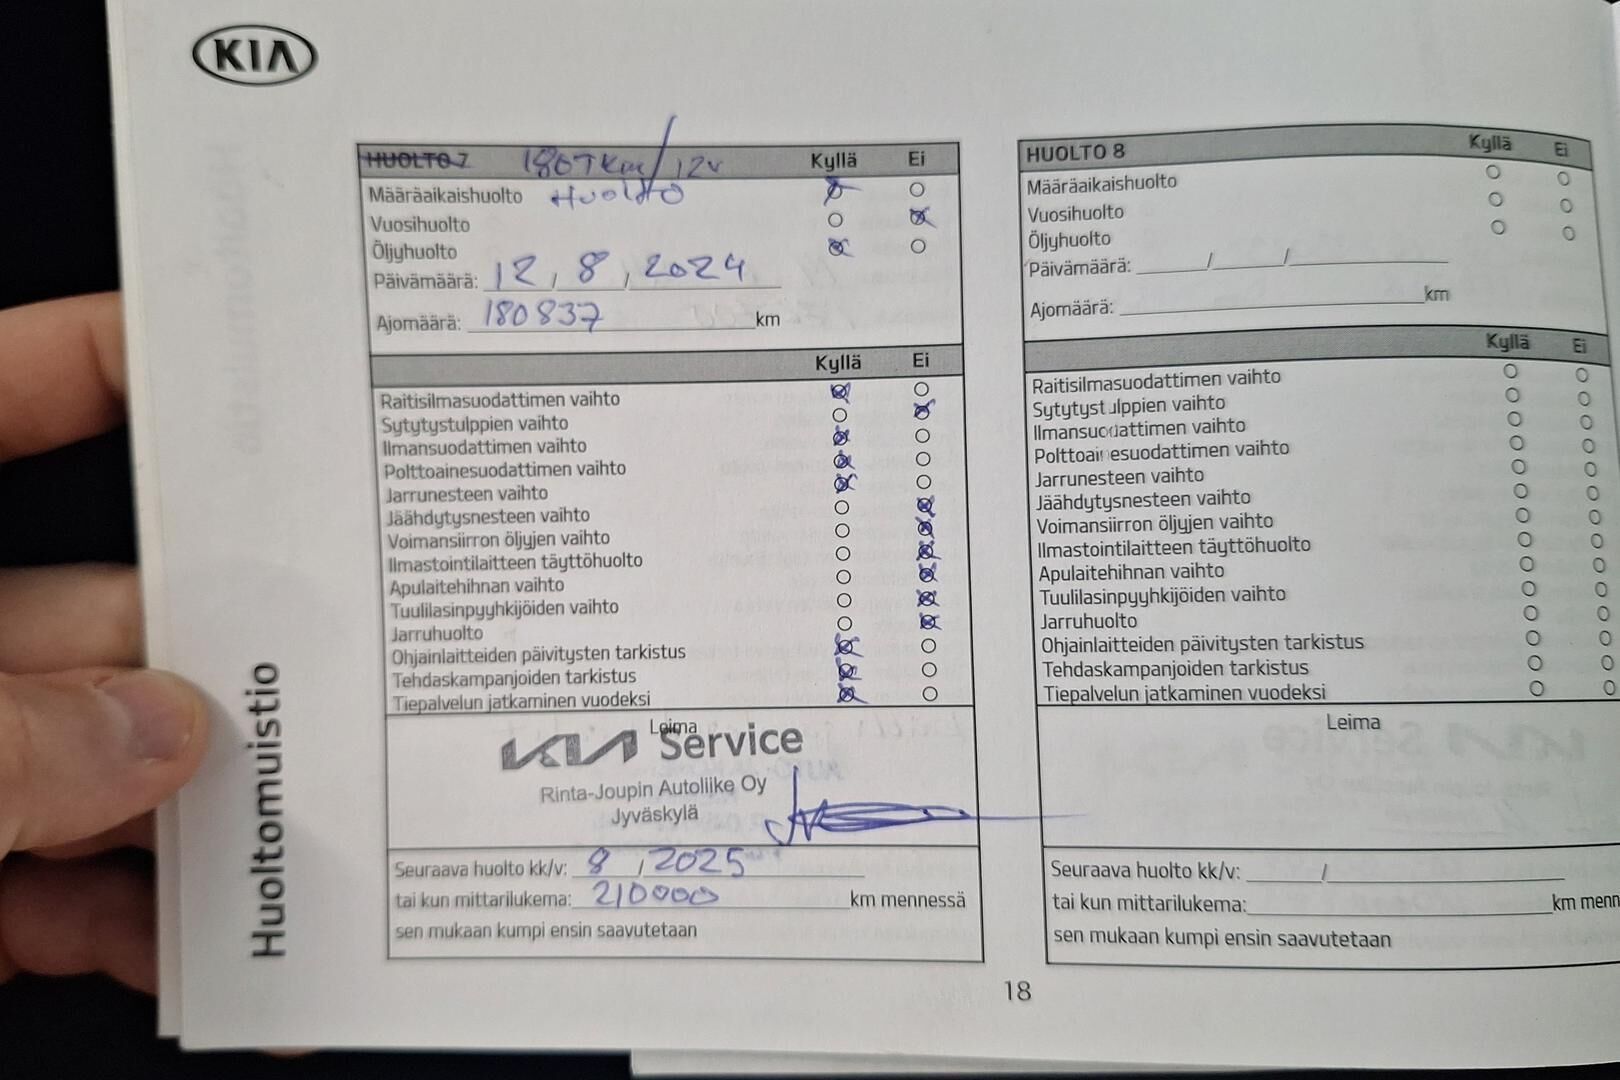 KIA
HUOLTO 7 180Tkm/12v Kyllä Ei
Määräaikaishuolto Huolto
Vuosihuolto
Öljyhuolto
Päivämäärä: 12, 8, 2024
Ajomäärä: 180837 km
Kyllä Ei
Raitisilmasuodattimen vaihto
Sytytystulppien vaihto
Ilmansuodattimen vaihto
Polttoainesuodattimen vaihto
Jarrunesteen vaihto
Jäähdytysnesteen vaihto
Voimansiirron öljyjen vaihto
Ilmastointilaitteen täyttöhuolto
Apulaitehihnan vaihto
Tuulilasinpyyhkijöiden vaihto
Jarruhuolto
Ohjainlaitteiden päivitysten tarkistus
Tehdaskampanjoiden tarkistus
Tiepalvelun jatkaminen vuodeksi
Leima
KIA Service
Rinta-Joupin Autoliike Oy
Jyväskylä
Seuraava huolto kk/v: 8 / 2025
tai kun mittarilukema: 210000 km mennessä
sen mukaan kumpi ensin saavutetaan
HUOLTO 8 Kyllä Ei
Määräaikaishuolto
Vuosihuolto
Öljyhuolto
Päivämäärä: / /
Ajomäärä: km
Kyllä Ei
Raitisilmasuodattimen vaihto
Sytytystulppien vaihto
Ilmansuodattimen vaihto
Polttoainesuodattimen vaihto
Jarrunesteen vaihto
Jäähdytysnesteen vaihto
Voimansiirron öljyjen vaihto
Ilmastointilaitteen täyttöhuolto
Apulaitehihnan vaihto
Tuulilasinpyyhkijöiden vaihto
Jarruhuolto
Ohjainlaitteiden päivitysten tarkistus
Tehdaskampanjoiden tarkistus
Tiepalvelun jatkaminen vuodeksi
Leima
Seuraava huolto kk/v: /
tai kun mittarilukema: km menn
sen mukaan kumpi ensin saavutetaan
Huoltomuistio
18